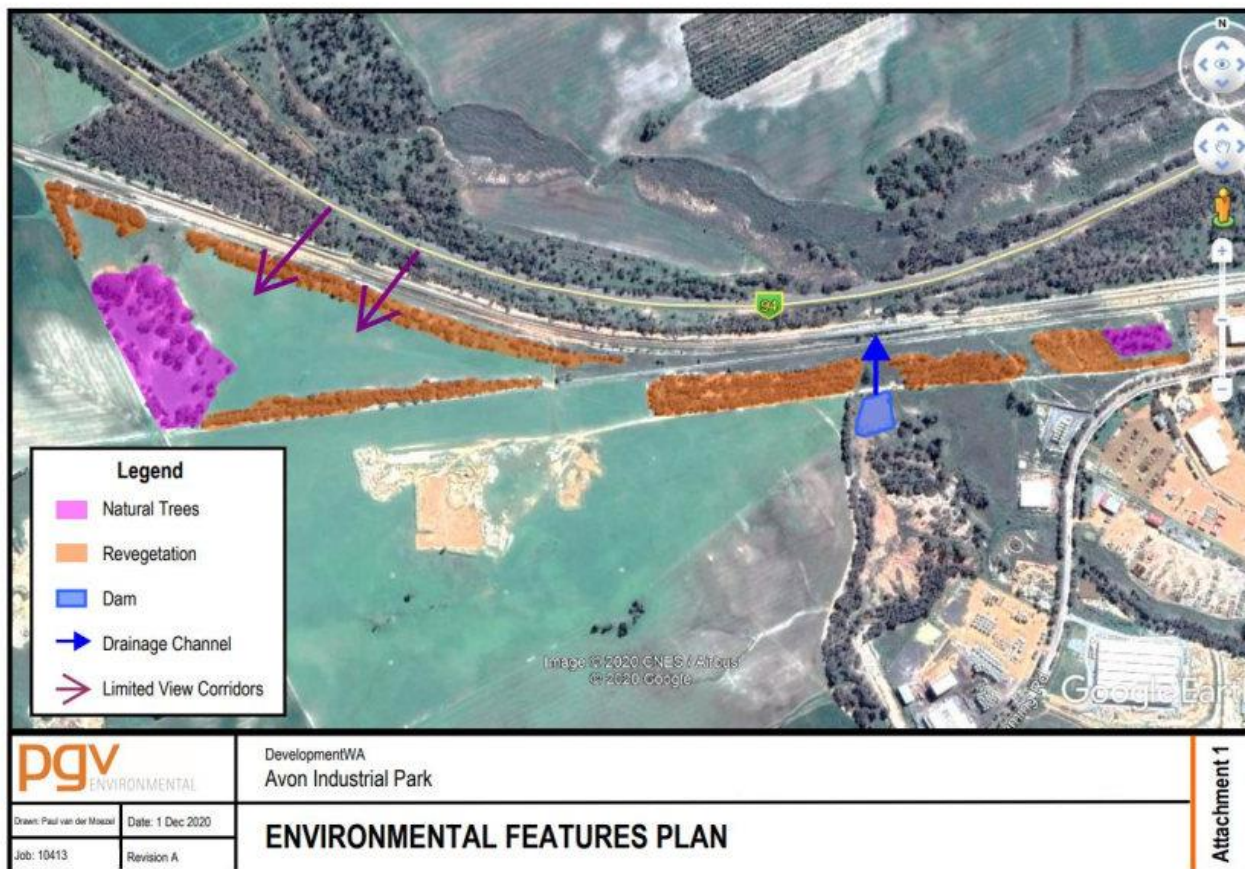 N
94
Legend
Natural Trees
Revegetation
Dam
Drainage Channel
Limited View Corridors
Image © 2020 CNES / Airbus
© 2020 Google
Google Earth
pgv
ENVIRONMENTAL
DevelopmentWA
Avon Industrial Park
Drawn: Paul van der Moezel
Date: 1 Dec 2020
ENVIRONMENTAL FEATURES PLAN
Job: 10413
Revision A
Attachment 1